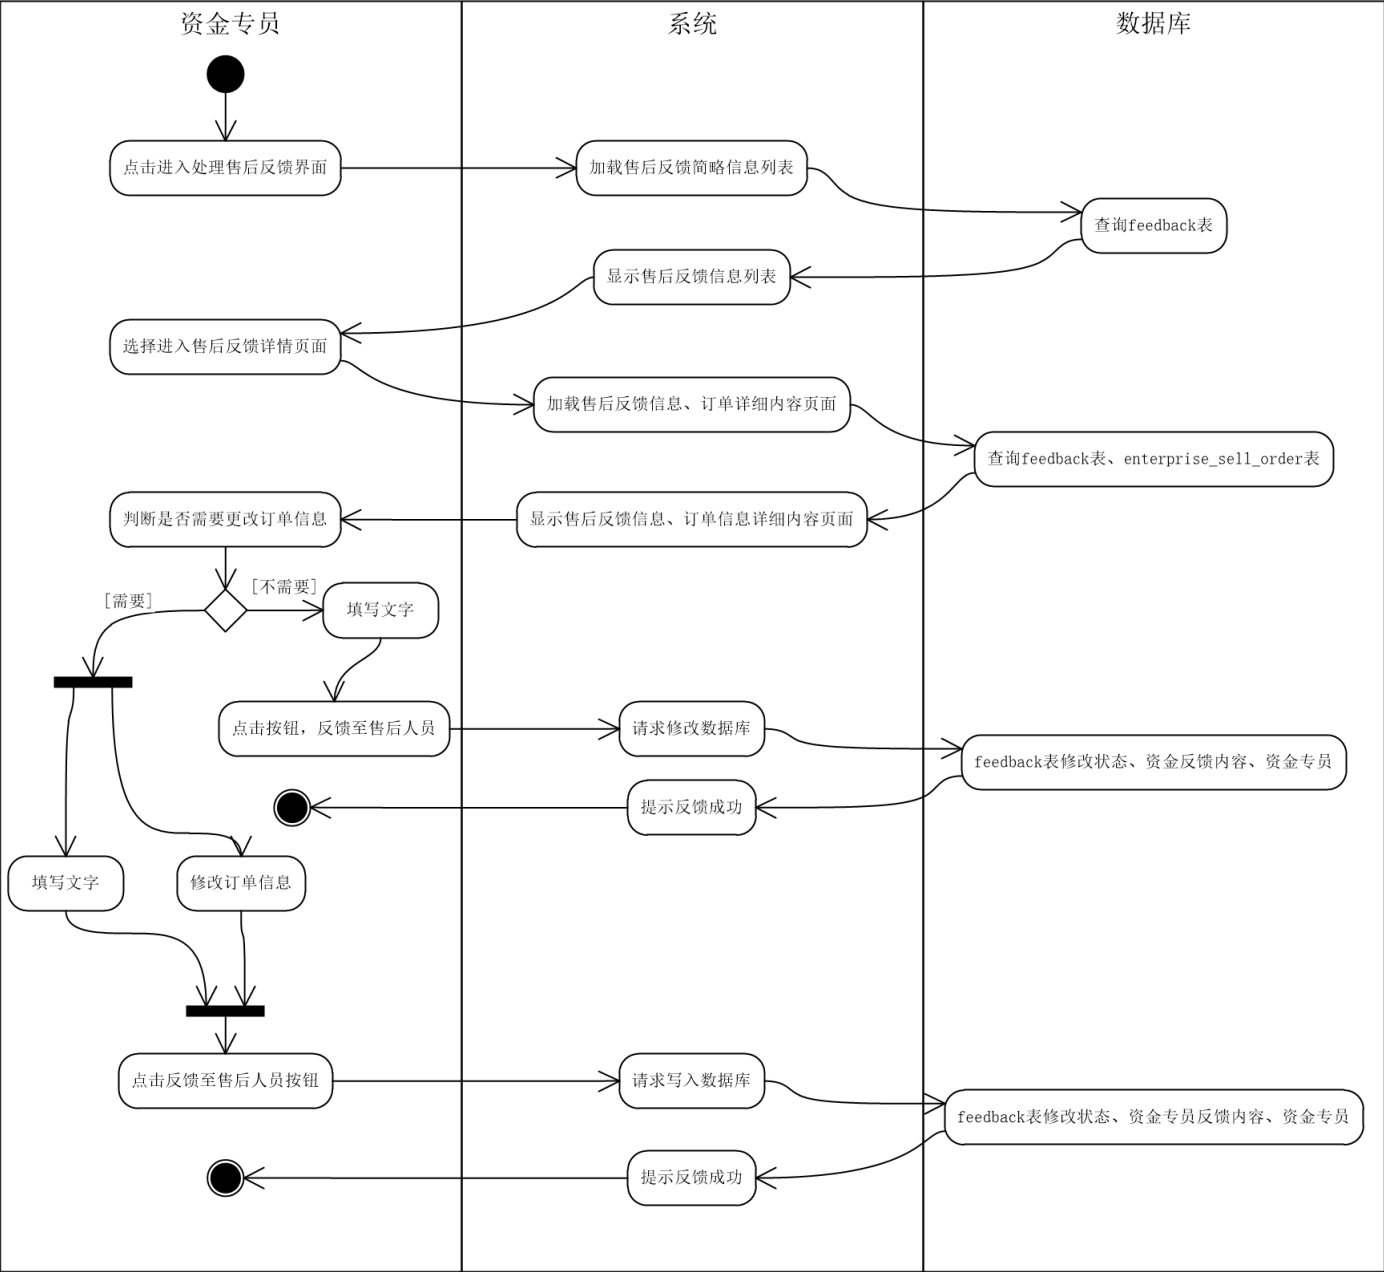 资金专员
系统
数据库
点击进入处理售后反馈界面
加载售后反馈简略信息列表
查询feedback表
显示售后反馈信息列表
选择进入售后反馈详情页面
加载售后反馈信息、订单详细内容页面
查询feedback表、enterprise_sell_order表
判断是否需要更改订单信息
显示售后反馈信息、订单信息详细内容页面
[需要]
[不需要]
填写文字
点击按钮，反馈至售后人员
请求修改数据库
feedback表修改状态、资金反馈内容、资金专员
提示反馈成功
填写文字
修改订单信息
点击反馈至售后人员按钮
请求写入数据库
feedback表修改状态、资金专员反馈内容、资金专员
提示反馈成功